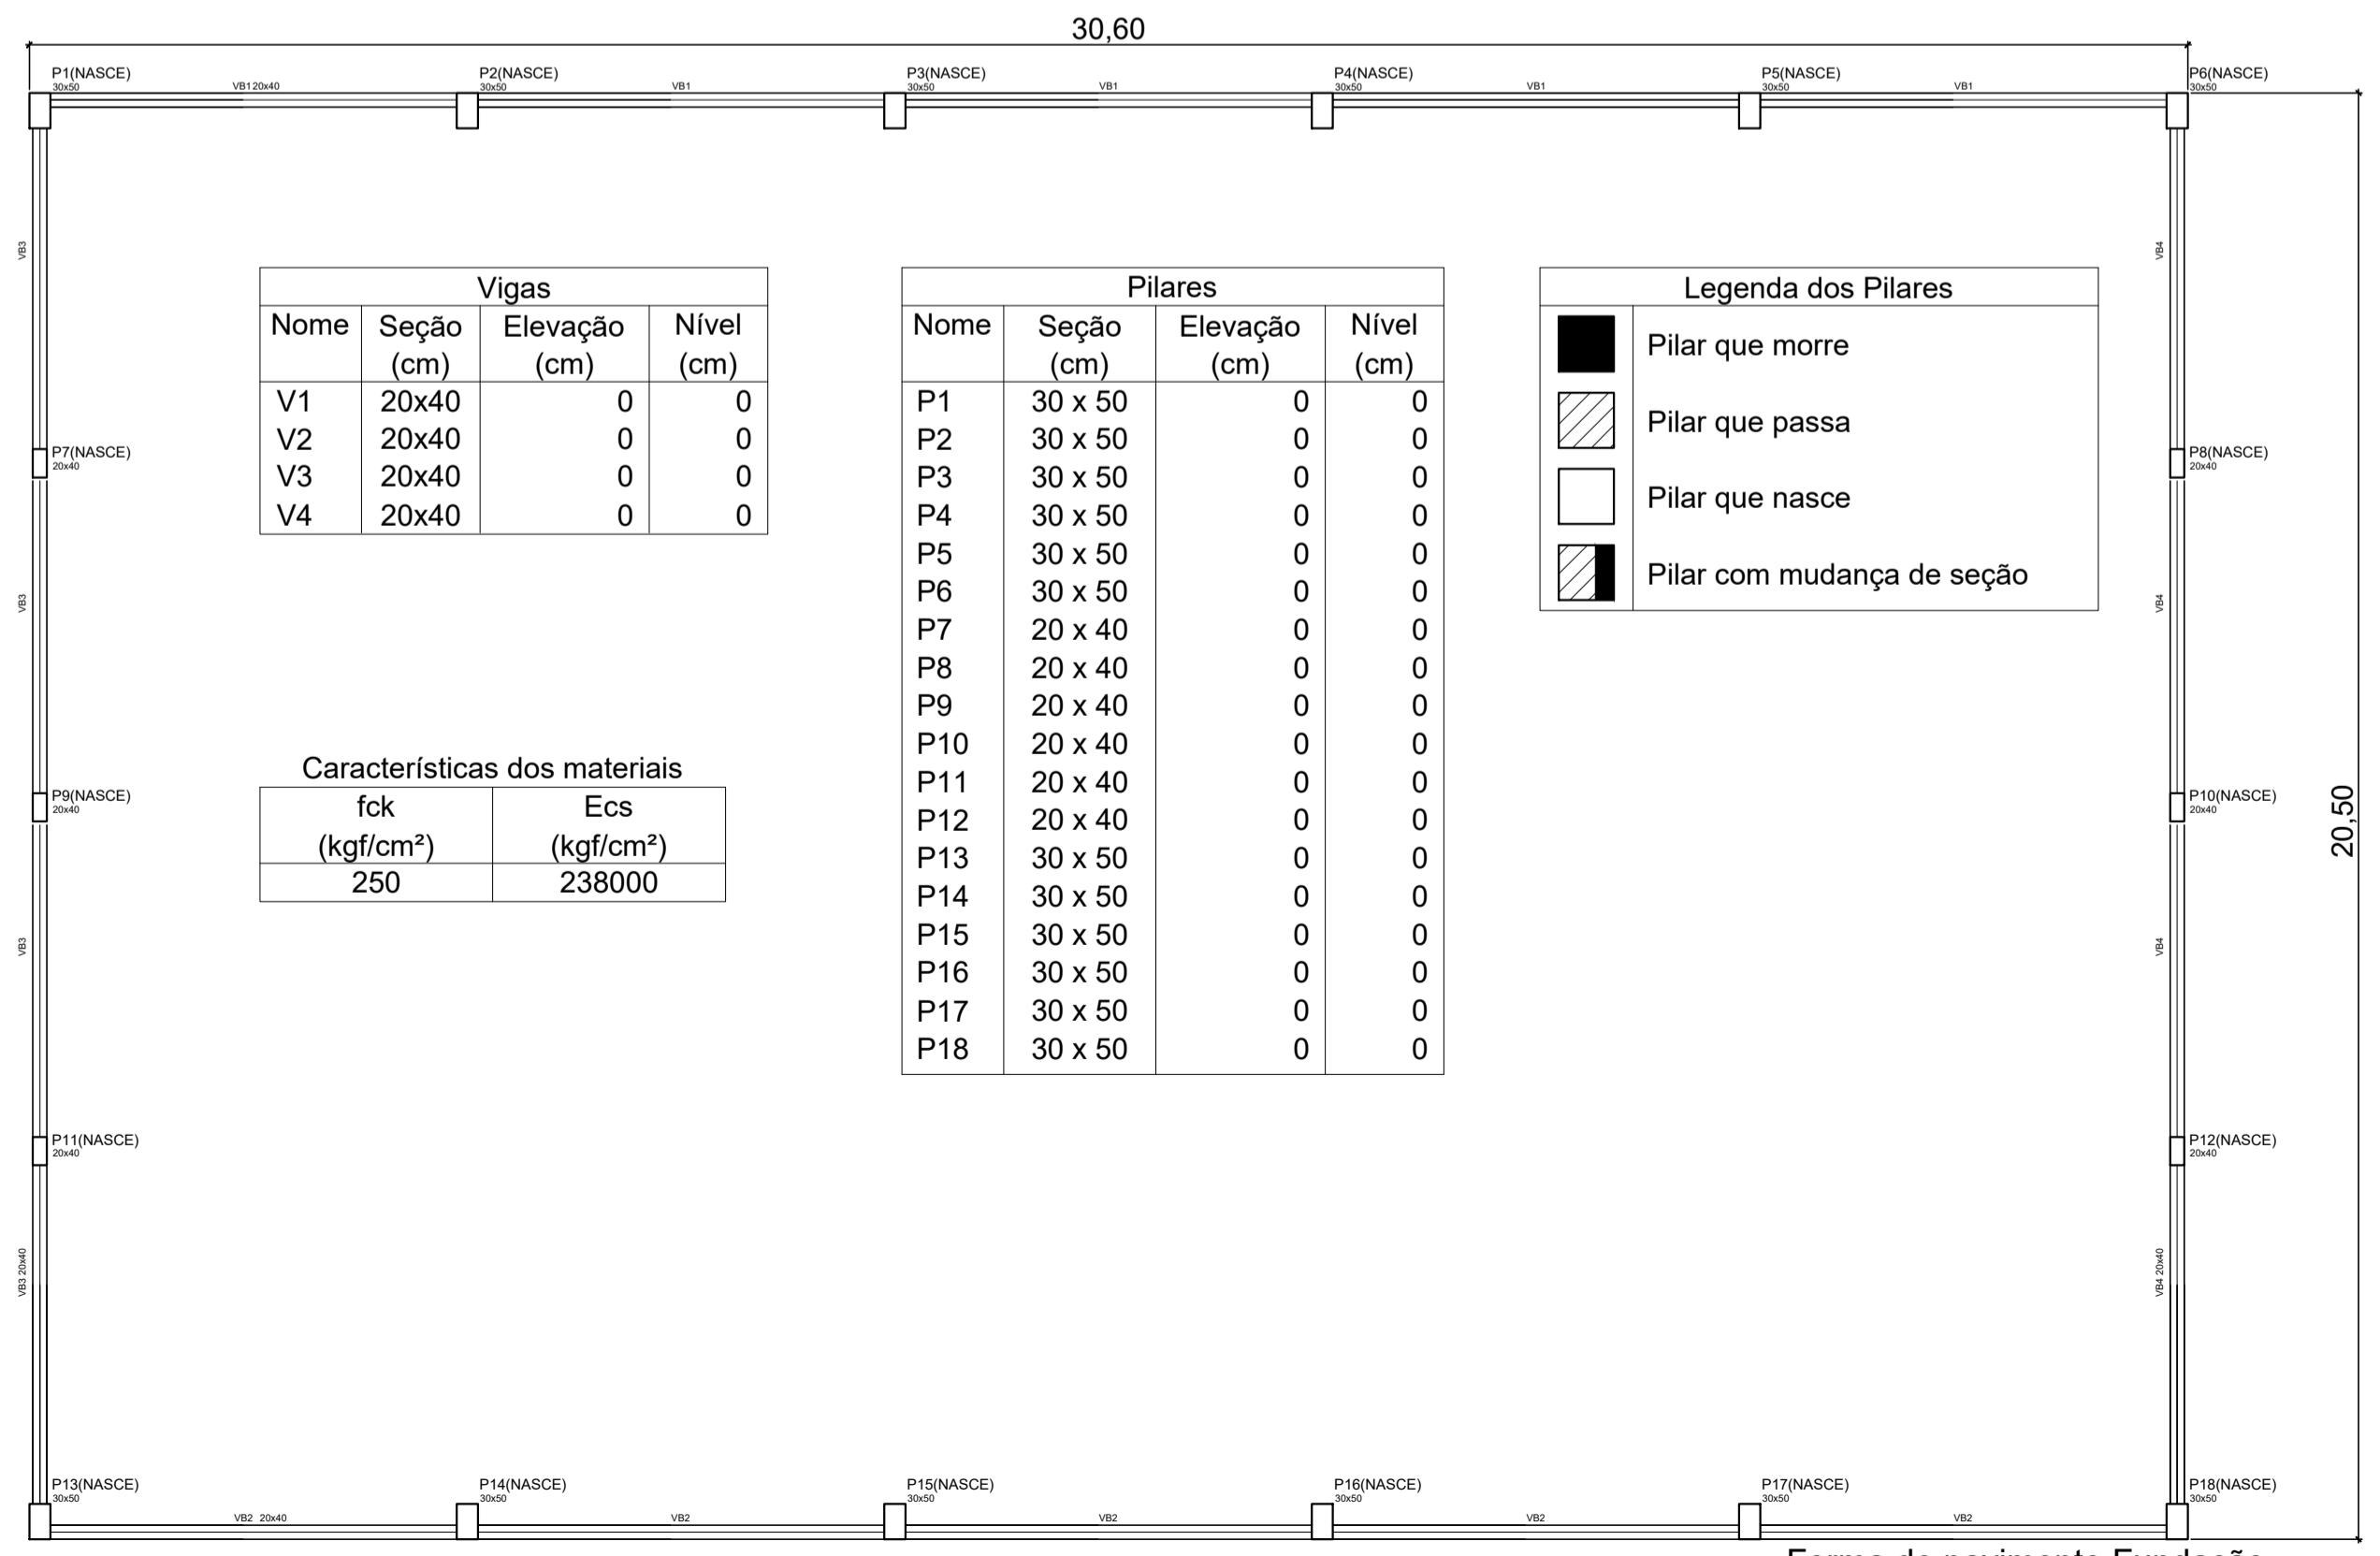 30,60
P1(NASCE)
30x50
VB1 20x40
P2(NASCE)
30x50
VB1
P3(NASCE)
30x50
VB1
P4(NASCE)
30x50
VB1
P5(NASCE)
30x50
VB1
P6(NASCE)
30x50
VB3
VB4
Vigas
Nome Seção (cm) Elevação (cm) Nível (cm)
V1 20x40 0 0
V2 20x40 0 0
V3 20x40 0 0
V4 20x40 0 0
Pilares
Nome Seção (cm) Elevação (cm) Nível (cm)
P1 30 x 50 0 0
P2 30 x 50 0 0
P3 30 x 50 0 0
P4 30 x 50 0 0
P5 30 x 50 0 0
P6 30 x 50 0 0
P7 20 x 40 0 0
P8 20 x 40 0 0
P9 20 x 40 0 0
P10 20 x 40 0 0
P11 20 x 40 0 0
P12 20 x 40 0 0
P13 30 x 50 0 0
P14 30 x 50 0 0
P15 30 x 50 0 0
P16 30 x 50 0 0
P17 30 x 50 0 0
P18 30 x 50 0 0
Legenda dos Pilares
Pilar que morre
Pilar que passa
Pilar que nasce
Pilar com mudança de seção
P7(NASCE)
20x40
P8(NASCE)
20x40
VB3
VB4
Características dos materiais
fck (kgf/cm²) Ecs (kgf/cm²)
250 238000
P9(NASCE)
20x40
P10(NASCE)
20x40
20,50
VB3
VB4
P11(NASCE)
20x40
P12(NASCE)
20x40
VB3 20x40
VB4 20x40
P13(NASCE)
30x50
VB2 20x40
P14(NASCE)
30x50
VB2
P15(NASCE)
30x50
VB2
P16(NASCE)
30x50
VB2
P17(NASCE)
30x50
VB2
P18(NASCE)
30x50